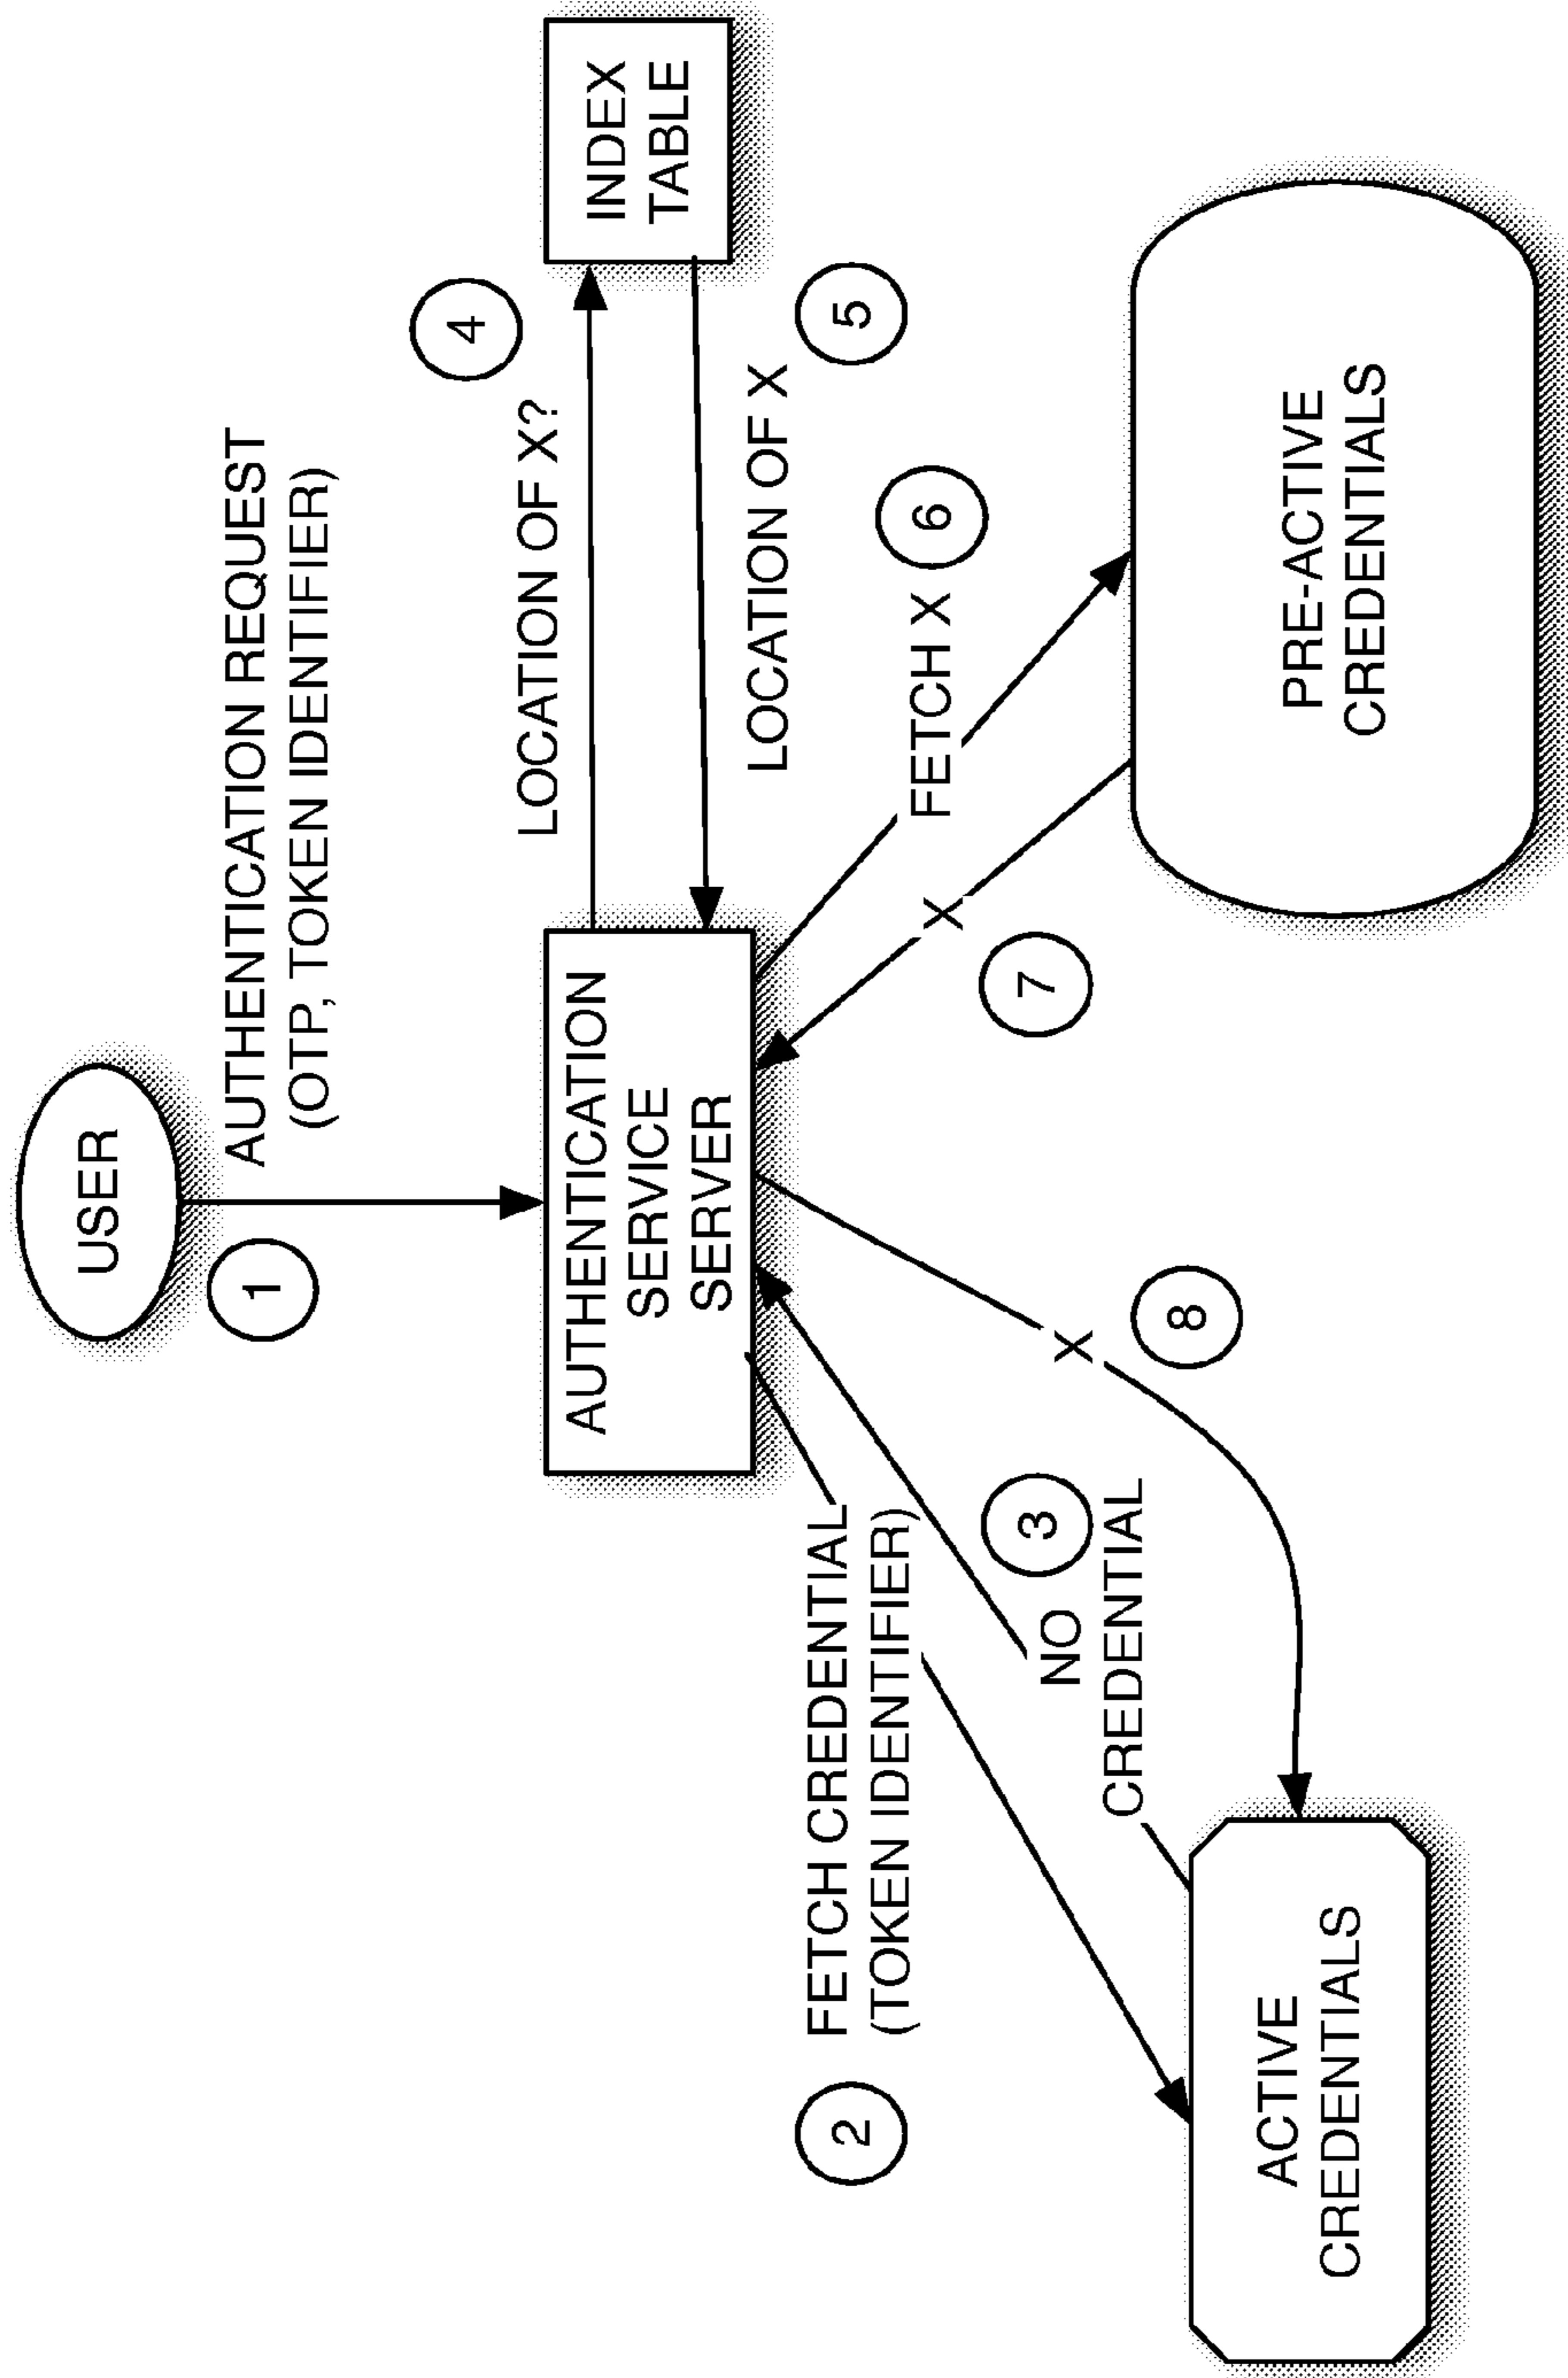 USER
1
AUTHENTICATION REQUEST
(OTP, TOKEN IDENTIFIER)
AUTHENTICATION
SERVICE
SERVER
LOCATION OF X?
4
INDEX
TABLE
LOCATION OF X
5
2
FETCH CREDENTIAL
(TOKEN IDENTIFIER)
3
NO
CREDENTIAL
FETCH X
6
X
7
X
8
ACTIVE
CREDENTIALS
PRE-ACTIVE
CREDENTIALS